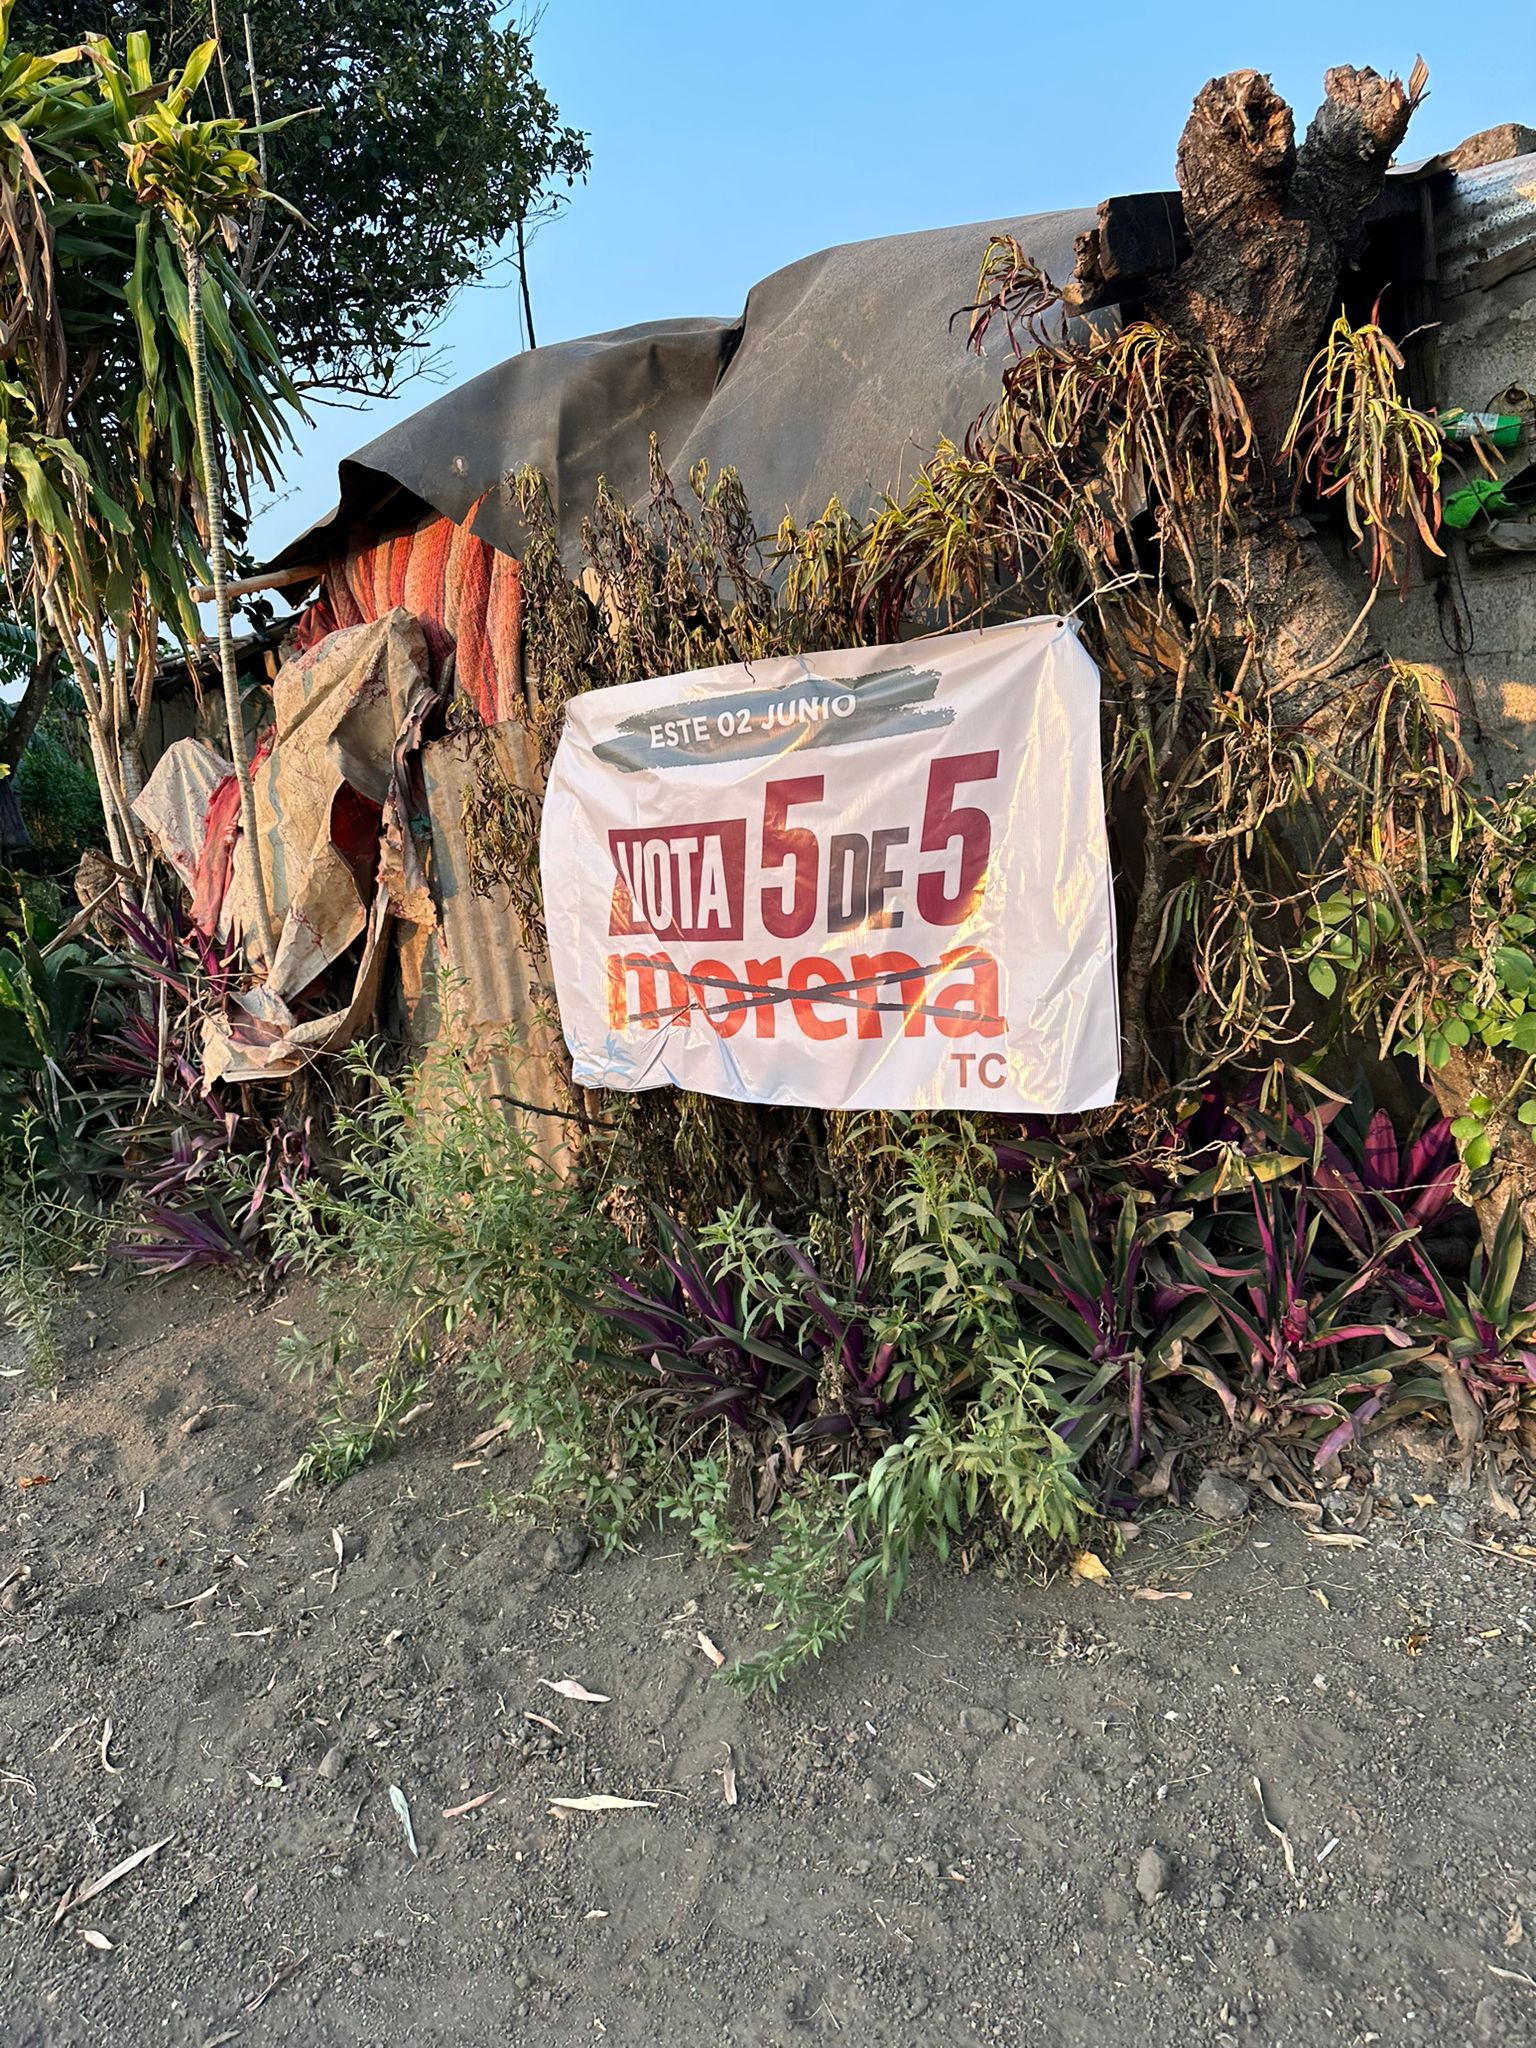 ESTE 02 JUNIO
VOTA 5 DE 5
morena
TC